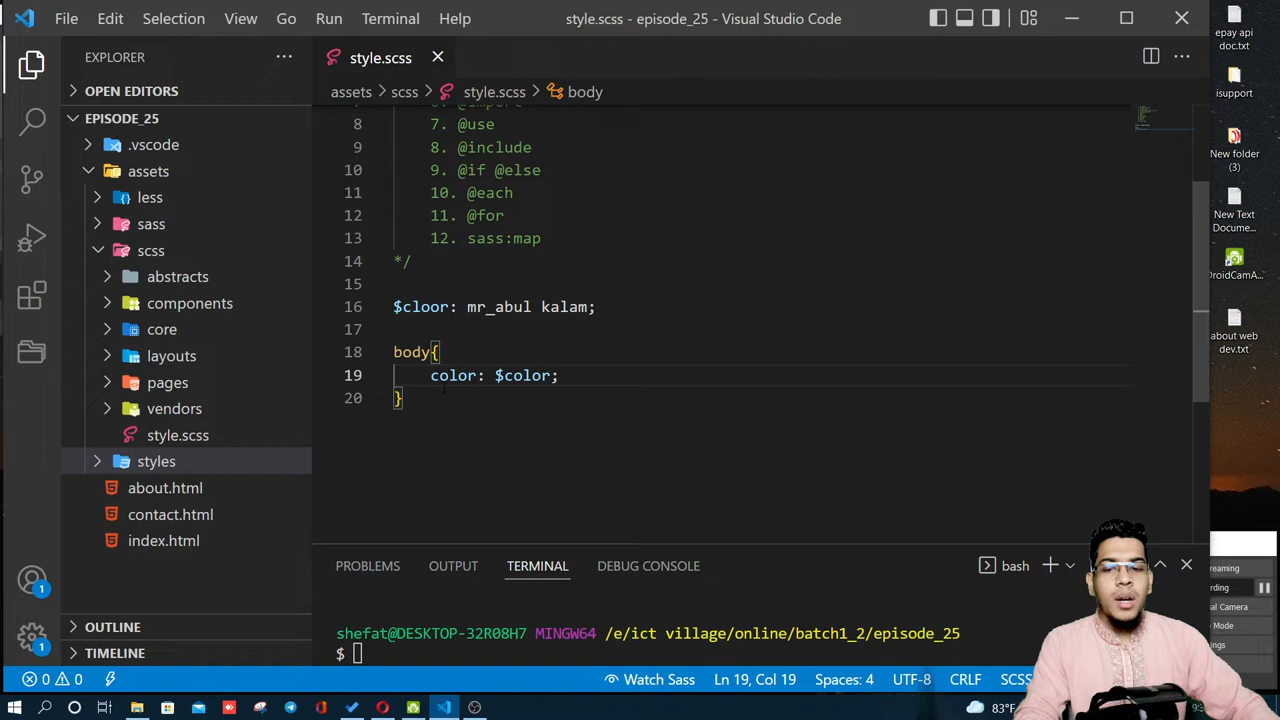 File Edit Selection View Go Run Terminal Help
style.scss - episode_25 - Visual Studio Code
epay api
doc.txt
EXPLORER
style.scss
OPEN EDITORS
assets > scss > style.scss > body
isupport
EPISODE_25
.vscode
assets
less
sass
scss
abstracts
components
core
layouts
pages
vendors
style.scss
styles
about.html
contact.html
index.html
OUTLINE
TIMELINE
8 7. @use
9 8. @include
10 9. @if @else
11 10. @each
12 11. @for
13 12. sass:map
14 */
15
16 $cloor: mr_abul kalam;
17
18 body{
19 color: $color;
20 }
New folder
(3)
New Text
Docume...
DroidCamA...
about web
dev.txt
PROBLEMS OUTPUT TERMINAL DEBUG CONSOLE
bash
shefat@DESKTOP-32R08H7 MINGW64 /e/ict village/online/batch1_2/episode_25
$
1
1
0 0
Watch Sass Ln 19, Col 19 Spaces: 4 UTF-8 CRLF SCSS
83°F